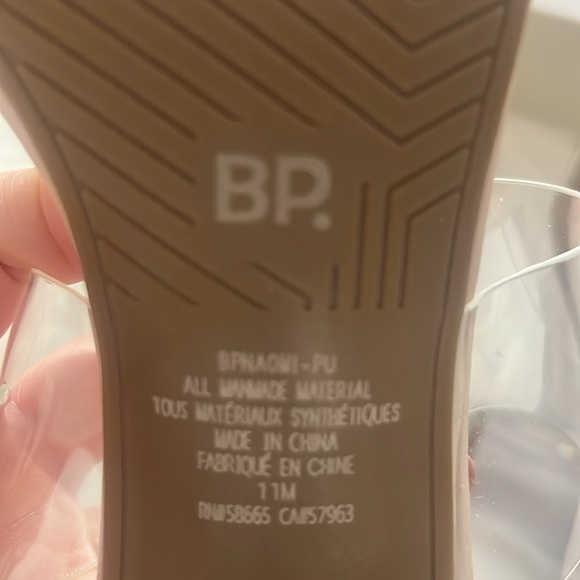 BP.
BPNAOMI-PU
ALL MANMADE MATERIAL
TOUS MATÉRIAUX SYNTHÉTIQUES
MADE IN CHINA
FABRIQUÉ EN CHINE
11M
RN#58665 CA#57963